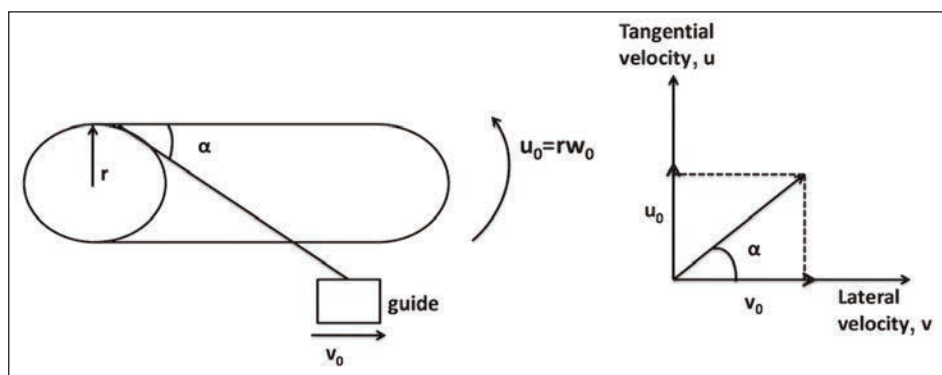 r
α
u₀=rw₀
guide
v₀
Tangential
velocity, u
u₀
α
v₀
Lateral
velocity, v